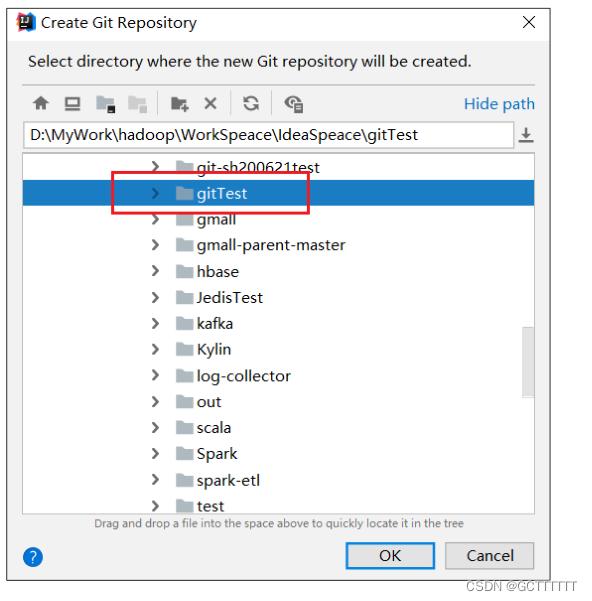 Create Git Repository
Select directory where the new Git repository will be created.
Hide path
D:\MyWork\hadoop\WorkSpeace\IdeaSpeace\gitTest
git-sh200621test
gitTest
gmall
gmall-parent-master
hbase
JedisTest
kafka
Kylin
log-collector
out
scala
Spark
spark-etl
test
Drag and drop a file into the space above to quickly locate it in the tree
?
OK
Cancel
CSDN @GCTTTTTT